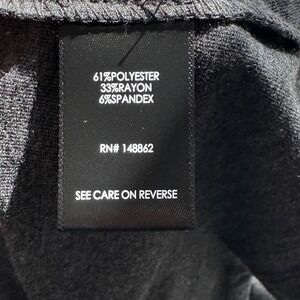 61%POLYESTER
33%RAYON
6%SPANDEX
RN# 148862
SEE CARE ON REVERSE